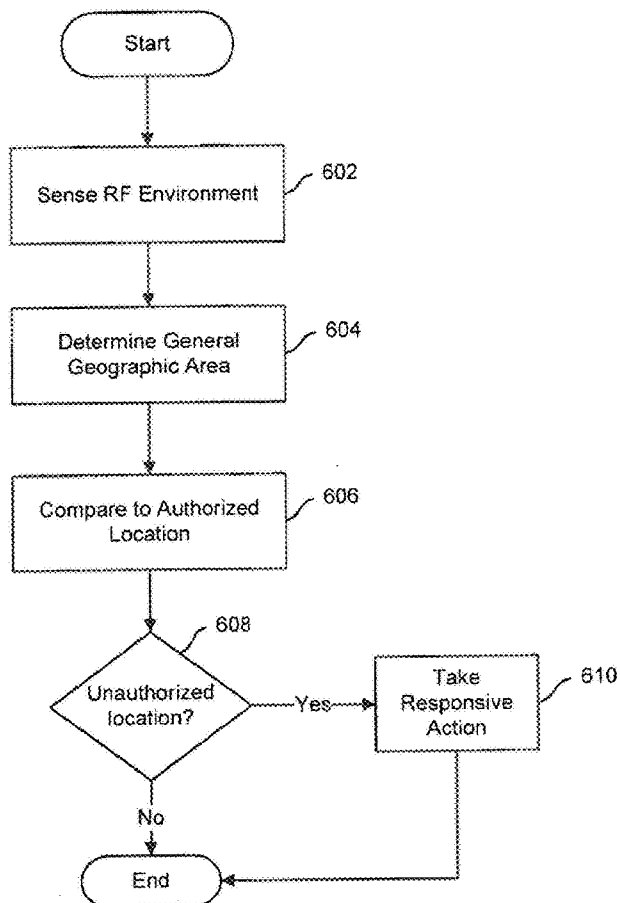 Start
Sense RF Environment
602
Determine General
Geographic Area
604
Compare to Authorized
Location
606
608
Unauthorized
location?
Yes
Take
Responsive
Action
610
No
End